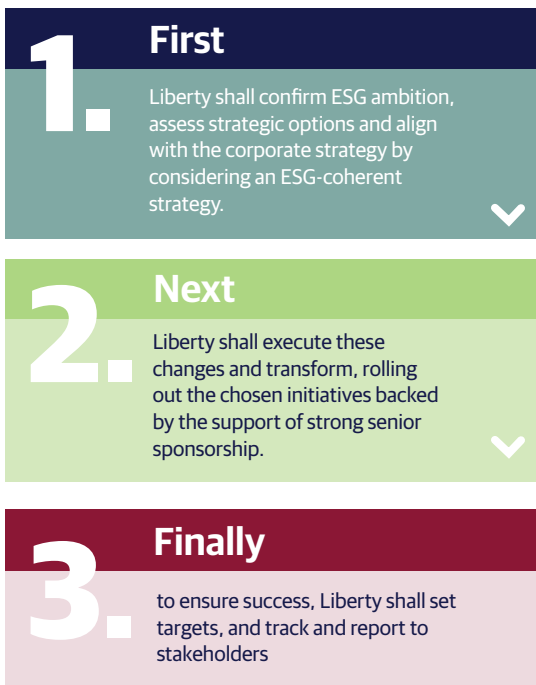 1.
First
Liberty shall confirm ESG ambition,
assess strategic options and align
with the corporate strategy by
considering an ESG-coherent
strategy.
2.
Next
Liberty shall execute these
changes and transform, rolling
out the chosen initiatives backed
by the support of strong senior
sponsorship.
3.
Finally
to ensure success, Liberty shall set
targets, and track and report to
stakeholders